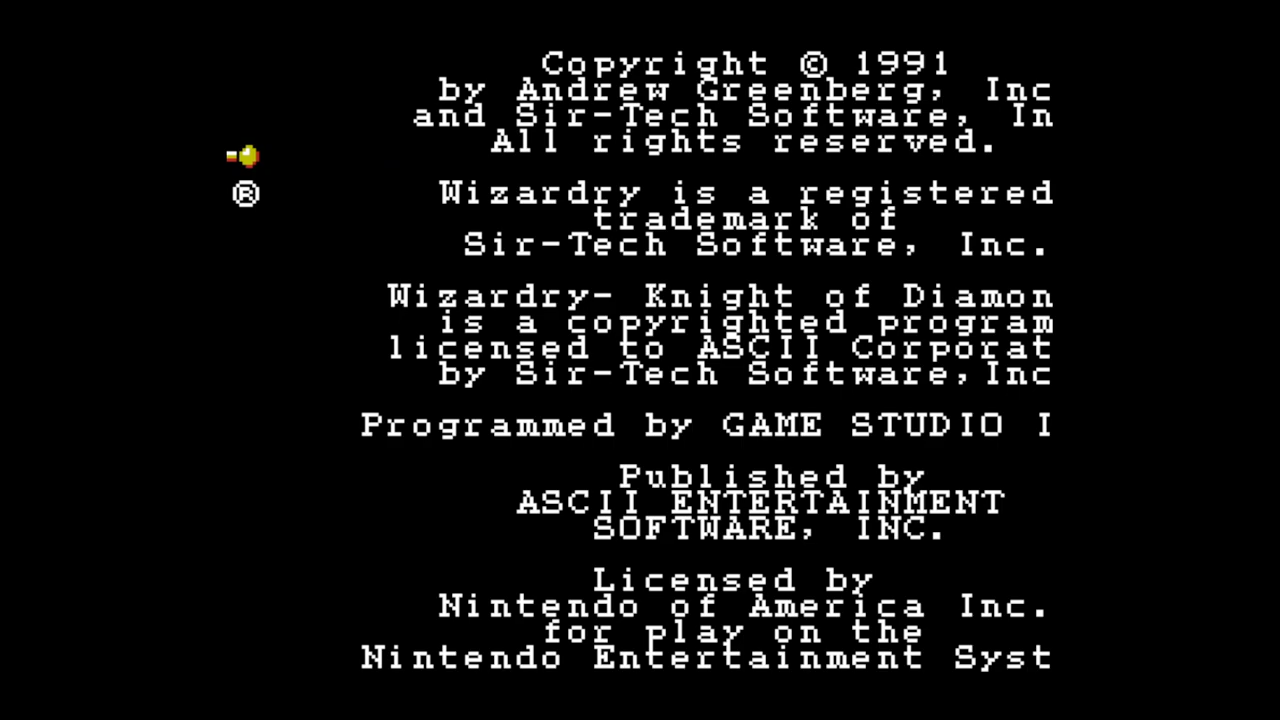 Copyright © 1991
by Andrew Greenberg, Inc
and Sir-Tech Software, In
All rights reserved.
® Wizardry is a registered
trademark of
Sir-Tech Software, Inc.
Wizardry- Knight of Diamon
is a copyrighted program
licensed to ASCII Corporat
by Sir-Tech Software,Inc
Programmed by GAME STUDIO I
Published by
ASCII ENTERTAINMENT
SOFTWARE, INC.
Licensed by
Nintendo of America Inc.
for play on the
Nintendo Entertainment Syst